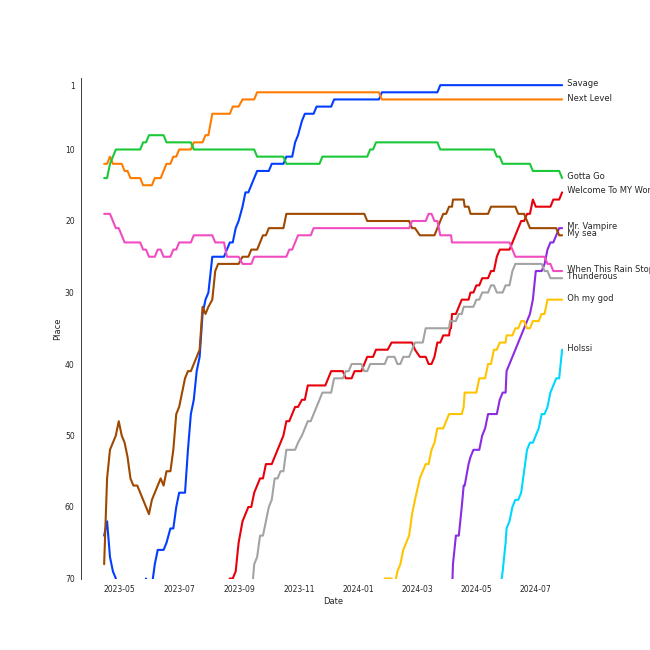 1
10
20
30
40
50
60
70
Place
2023-05
2023-07
2023-09
2023-11
2024-01
2024-03
2024-05
2024-07
Date
Savage
Next Level
Gotta Go
Welcome To MY Wor
Mr. Vampire
My sea
When This Rain Stop
Thunderous
Oh my god
Holssi